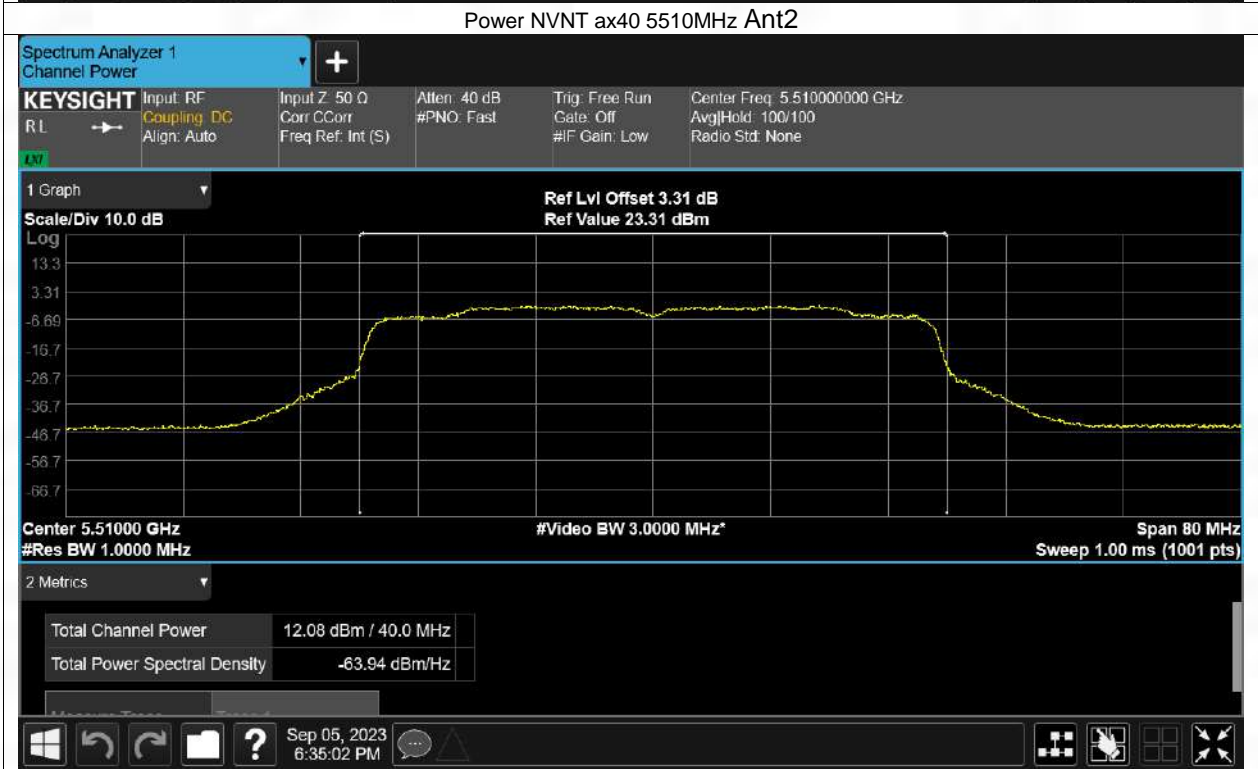 Power NVNT ax40 5510MHz Ant2
Spectrum Analyzer 1
Channel Power
KEYSIGHT
RL
LXI
Input: RF
Coupling: DC
Align: Auto
Input Z: 50 Ω
Corr CCorr
Freq Ref: Int (S)
Atten: 40 dB
#PNO: Fast
Trig: Free Run
Gate: Off
#IF Gain: Low
Center Freq: 5.510000000 GHz
Avg|Hold: 100/100
Radio Std: None
1 Graph
Scale/Div 10.0 dB
Ref Lvl Offset 3.31 dB
Ref Value 23.31 dBm
Log
13.3
3.31
-6.69
-16.7
-26.7
-36.7
-46.7
-56.7
-66.7
Center 5.51000 GHz
#Res BW 1.0000 MHz
#Video BW 3.0000 MHz*
Span 80 MHz
Sweep 1.00 ms (1001 pts)
2 Metrics
Total Channel Power 12.08 dBm / 40.0 MHz
Total Power Spectral Density -63.94 dBm/Hz
Sep 05, 2023
6:35:02 PM